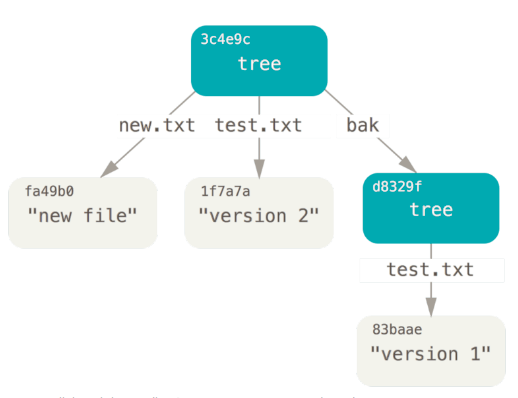 3c4e9c
tree
new.txt test.txt bak
fa49b0
"new file"
1f7a7a
"version 2"
d8329f
tree
test.txt
83baae
"version 1"